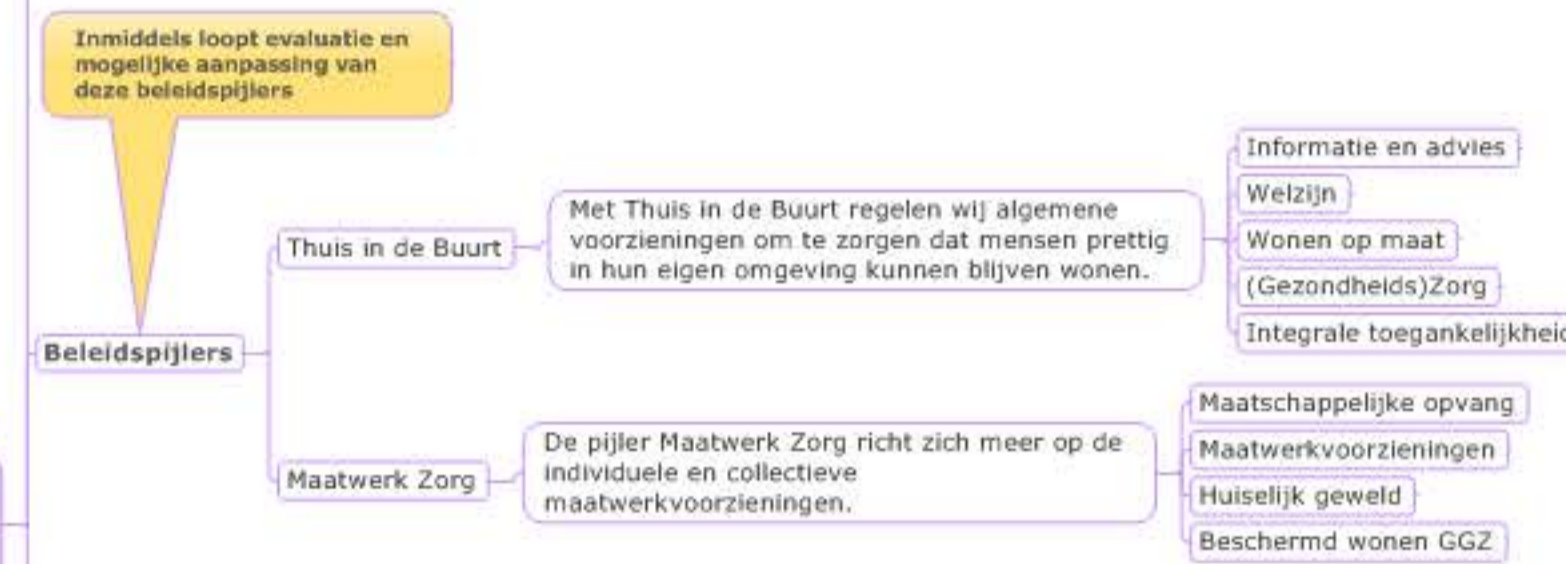 Inmiddels loopt evaluatie en
mogelijke aanpassing van
deze beleidspijlers
Beleidspijlers
Thuis in de Buurt
Met Thuis in de Buurt regelen wij algemene
voorzieningen om te zorgen dat mensen prettig
in hun eigen omgeving kunnen blijven wonen.
Informatie en advies
Welzijn
Wonen op maat
(Gezondheids)Zorg
Integrale toegankelijkheid
Maatwerk Zorg
De pijler Maatwerk Zorg richt zich meer op de
individuele en collectieve
maatwerkvoorzieningen.
Maatschappelijke opvang
Maatwerkvoorzieningen
Huiselijk geweld
Beschermd wonen GGZ